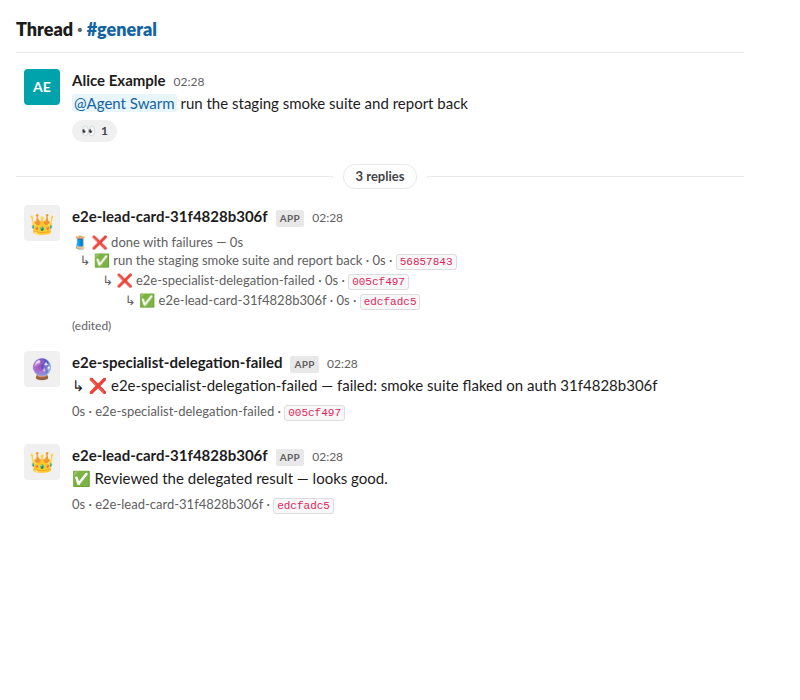 Thread • #general
AE
Alice Example 02:28
@Agent Swarm run the staging smoke suite and report back
👀 1
3 replies
e2e-lead-card-31f4828b306f APP 02:28
🧵 ❌ done with failures — 0s
↳ ✅ run the staging smoke suite and report back · 0s · 56857843
↳ ❌ e2e-specialist-delegation-failed · 0s · 005cf497
↳ ✅ e2e-lead-card-31f4828b306f · 0s · edcfadc5
(edited)
e2e-specialist-delegation-failed APP 02:28
↳ ❌ e2e-specialist-delegation-failed — failed: smoke suite flaked on auth 31f4828b306f
0s · e2e-specialist-delegation-failed · 005cf497
e2e-lead-card-31f4828b306f APP 02:28
✅ Reviewed the delegated result — looks good.
0s · e2e-lead-card-31f4828b306f · edcfadc5